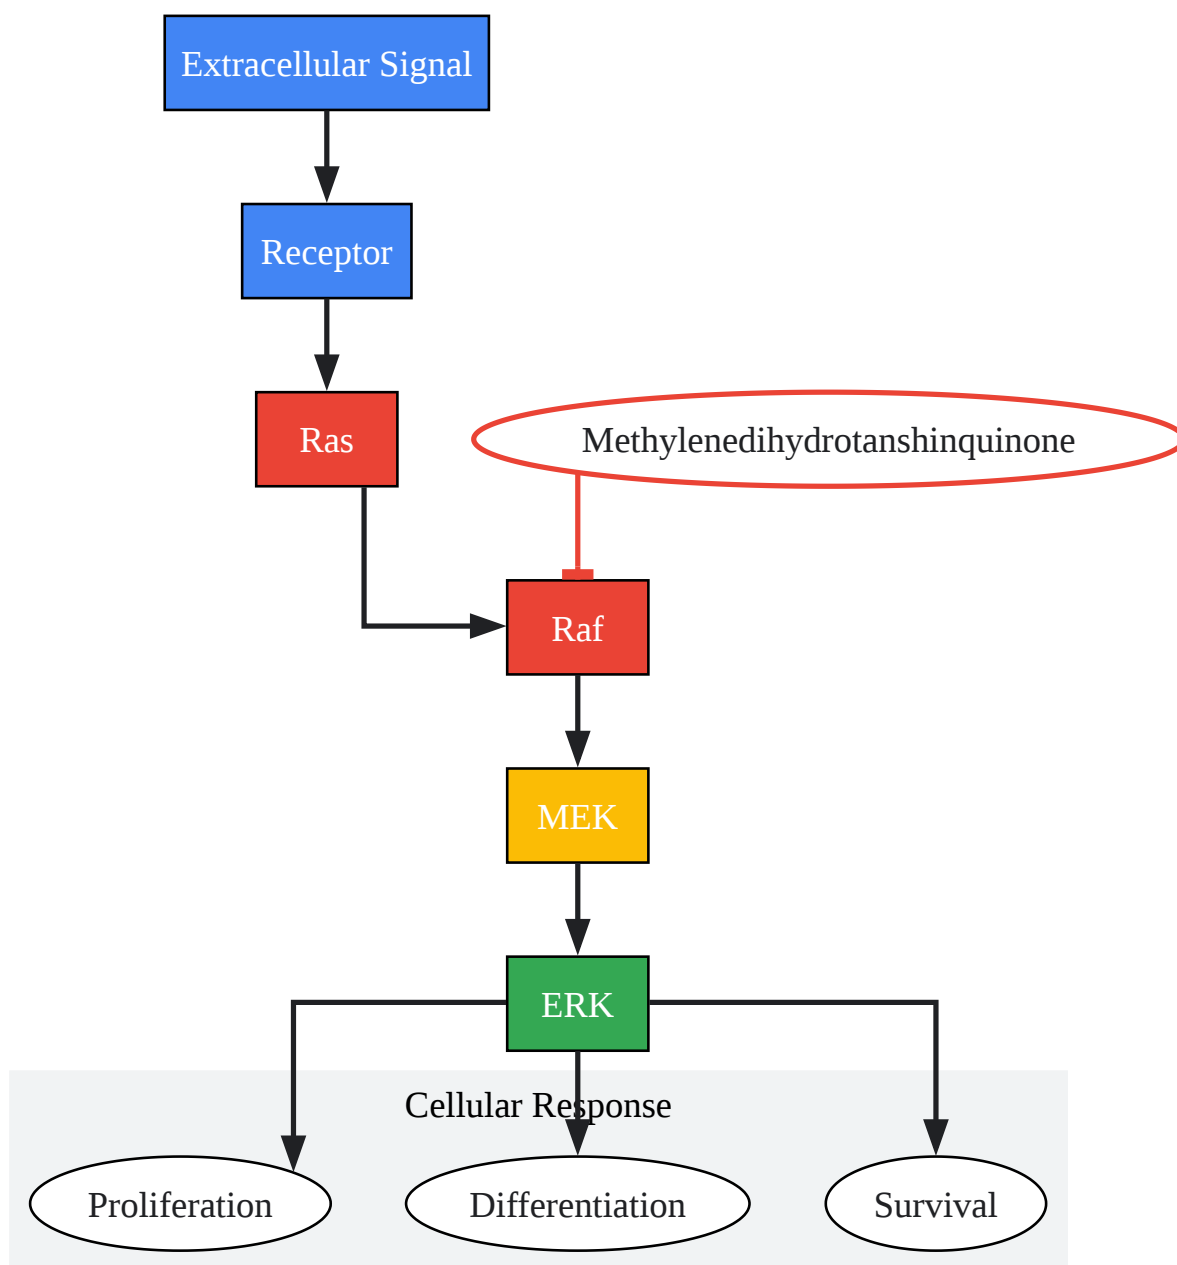 Extracellular Signal
Receptor
Ras
Methylenedihydrotanshinquinone
Raf
MEK
ERK
Cellular Response
Proliferation
Differentiation
Survival